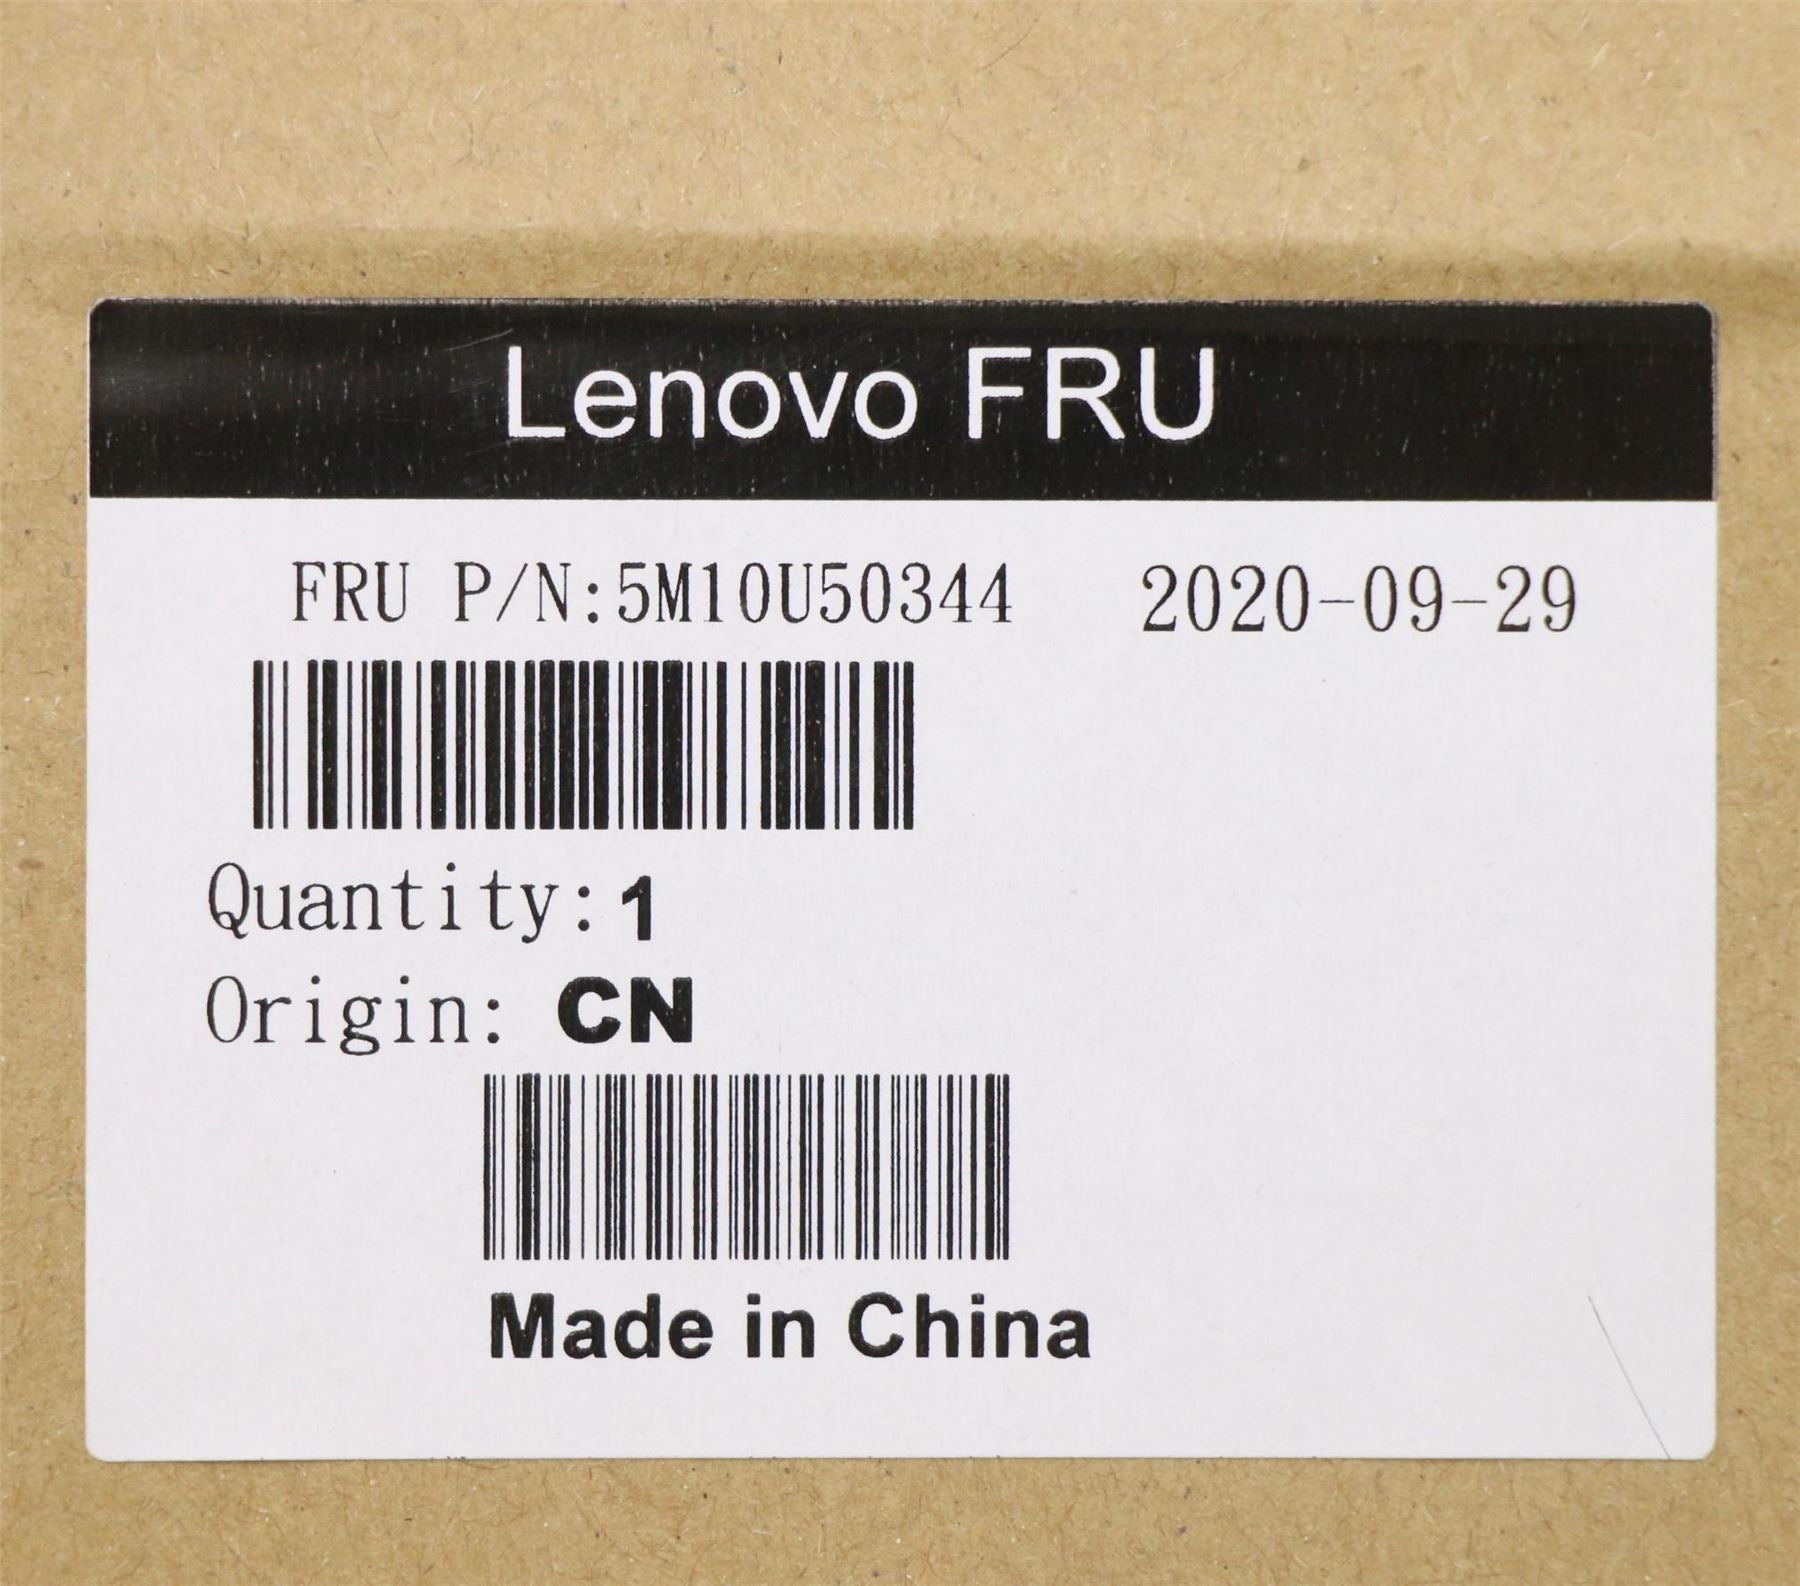 Lenovo FRU
FRU P/N:5M10U50344 2020-09-29
Quantity:1
Origin: CN
Made in China